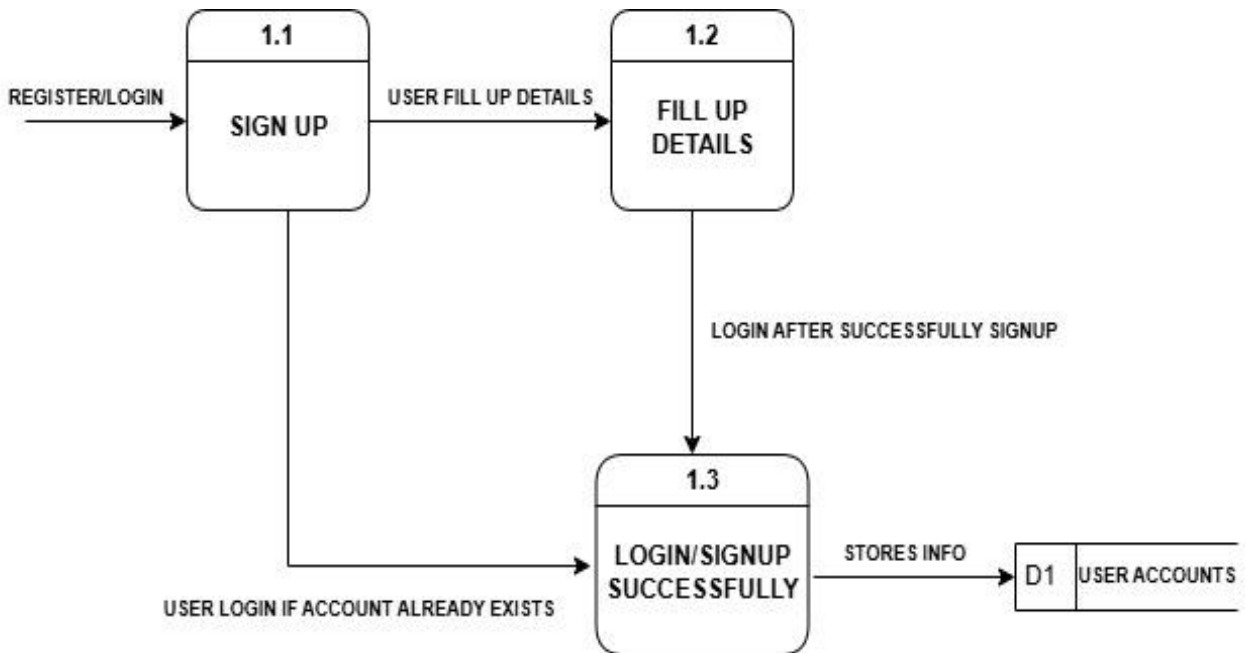 1.1
1.2
REGISTER/LOGIN
SIGN UP
USER FILL UP DETAILS
FILL UP
DETAILS
LOGIN AFTER SUCCESSFULLY SIGNUP
1.3
LOGIN/SIGNUP
SUCCESSFULLY
STORES INFO
D1
USER ACCOUNTS
USER LOGIN IF ACCOUNT ALREADY EXISTS